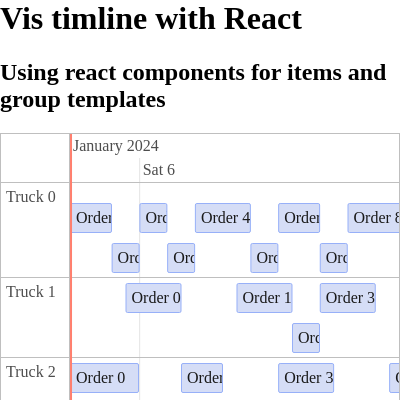 Vis timline with React
Using react components for items and
group templates
January 2024
Sat 6
Truck 0
Order Ord Order 4 Order Order 8
Ord Ord Ord Ord
Truck 1
Order 0 Order 1 Order 3
Ord
Truck 2
Order 0 Order Order 3